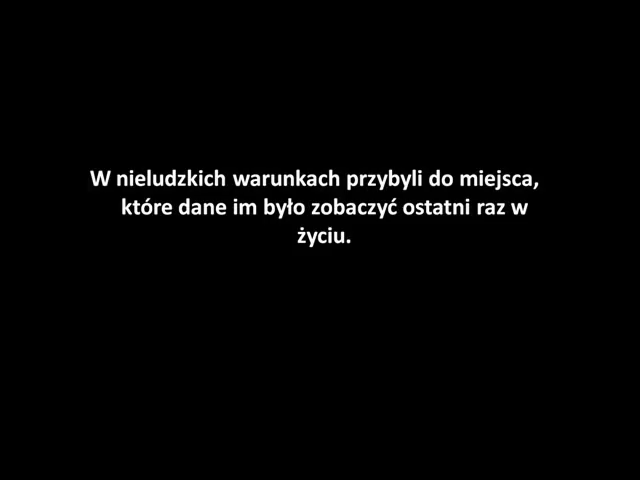 W nieludzkich warunkach przybyli do miejsca,
które dane im było zobaczyć ostatni raz w
życiu.